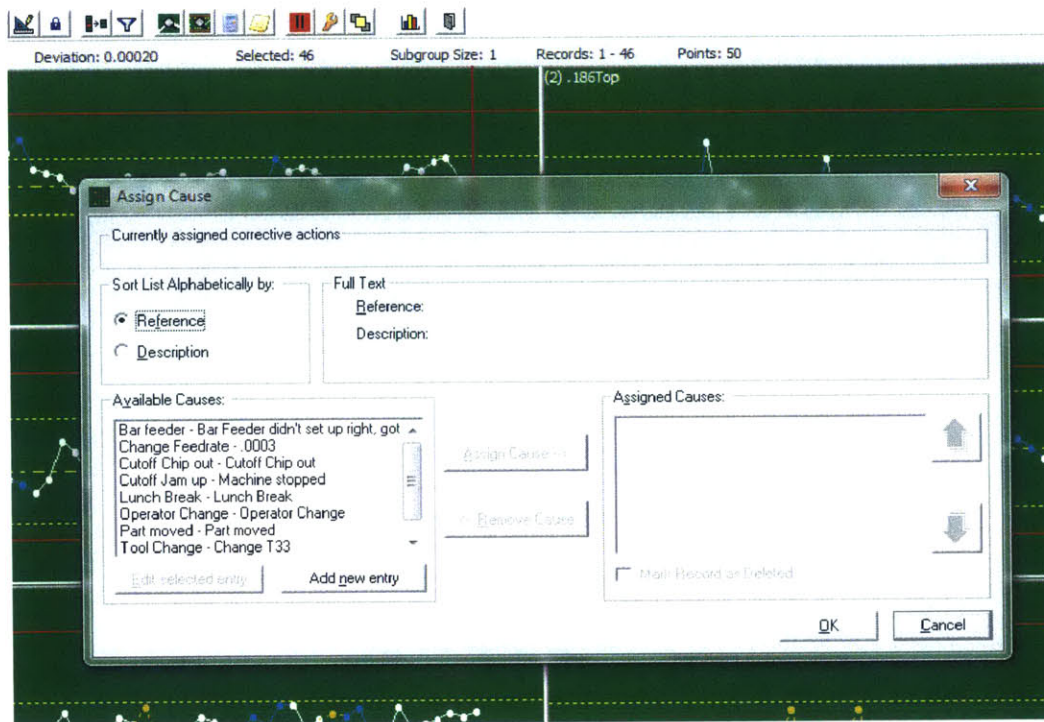 Deviation: 0.00020 Selected: 46 Subgroup Size: 1 Records: 1 - 46 Points: 50
(2) .186Top
Assign Cause
Currently assigned corrective actions
Sort List Alphabetically by:
Reference
Description
Full Text
Reference:
Description:
Available Causes:
Bar feeder - Bar Feeder didn't set up right, got
Change Feedrate - .0003
Cutoff Chip out - Cutoff Chip out
Cutoff Jam up - Machine stopped
Lunch Break - Lunch Break
Operator Change - Operator Change
Part moved - Part moved
Tool Change - Change T33
Edit selected entry
Add new entry
Assign Cause ->
<- Remove Cause
Assigned Causes:
Mark Record as Deleted
OK
Cancel